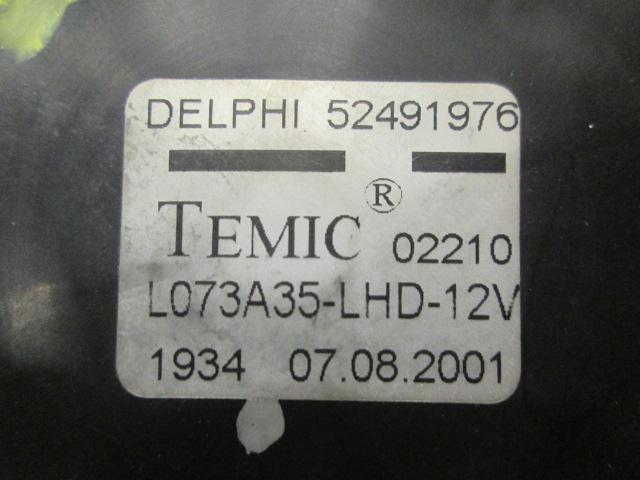 DELPHI 52491976
TEMIC® 02210
L073A35-LHD-12V
1934 07.08.2001